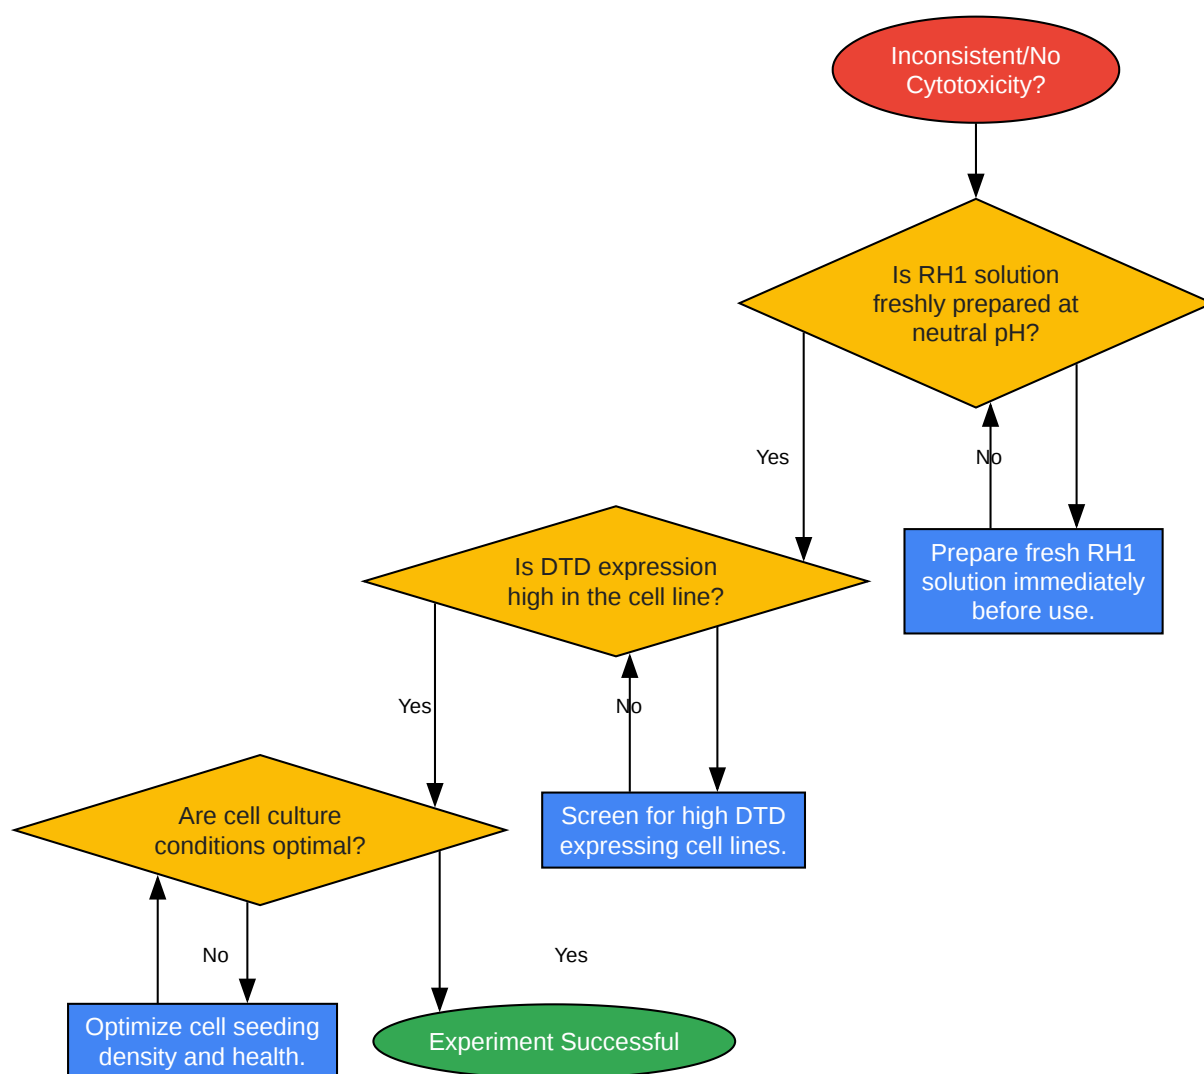 Inconsistent/No
Cytotoxicity?
Is RH1 solution
freshly prepared at
neutral pH?
Yes
No
Prepare fresh RH1
solution immediately
before use.
Is DTD expression
high in the cell line?
Yes
No
Screen for high DTD
expressing cell lines.
Are cell culture
conditions optimal?
No
Yes
Optimize cell seeding
density and health.
Experiment Successful